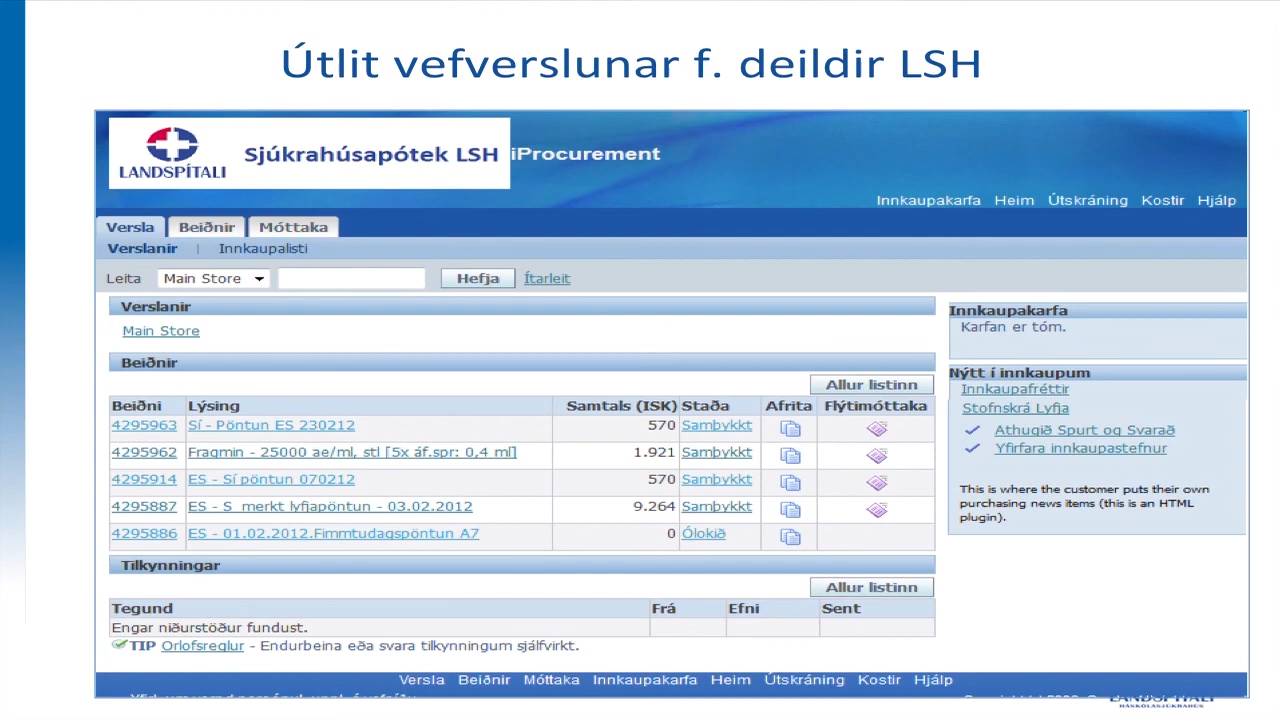 Útlit vefverslunar f. deildir LSH
LANDSPÍTALI
Sjúkrahúsapótek LSH iProcurement
Innkaupakarfa Heim Útskráning Kostir Hjálp
Versla Beiðnir Móttaka
Verslanir | Innkaupalisti
Leita Main Store Hefja Ítarleit
Verslanir
Main Store
Beiðnir
Allur listinn
Beiðni Lýsing Samtals (ISK) Staða Afrita Flýtimóttaka
4295963 Sí - Pöntun ES 230212 570 Samþykkt
4295962 Fragmin - 25000 ae/ml, stl [5x áf.spr: 0,4 ml] 1.921 Samþykkt
4295914 ES - Sí pöntun 070212 570 Samþykkt
4295887 ES - S_merkt lyfjapöntun - 03.02.2012 9.264 Samþykkt
4295886 ES - 01.02.2012.Fimmtudagspöntun A7 0 Ólokið
Tilkynningar
Allur listinn
Tegund Frá Efni Sent
Engar niðurstöður fundust.
TIP Orlofsreglur - Endurbeina eða svara tilkynningum sjálfvirkt.
Innkaupakarfa
Karfan er tóm.
Nýtt í innkaupum
Innkaupafréttir
Stofnskrá Lyfja
Athugið Spurt og Svarað
Yfirfara innkaupastefnur
This is where the customer puts their own
purchasing news items (this is an HTML
plugin).
Versla Beiðnir Móttaka Innkaupakarfa Heim Útskráning Kostir Hjálp
LANDSPÍTALI
HÁSKÓLASJÚKRAHÚS